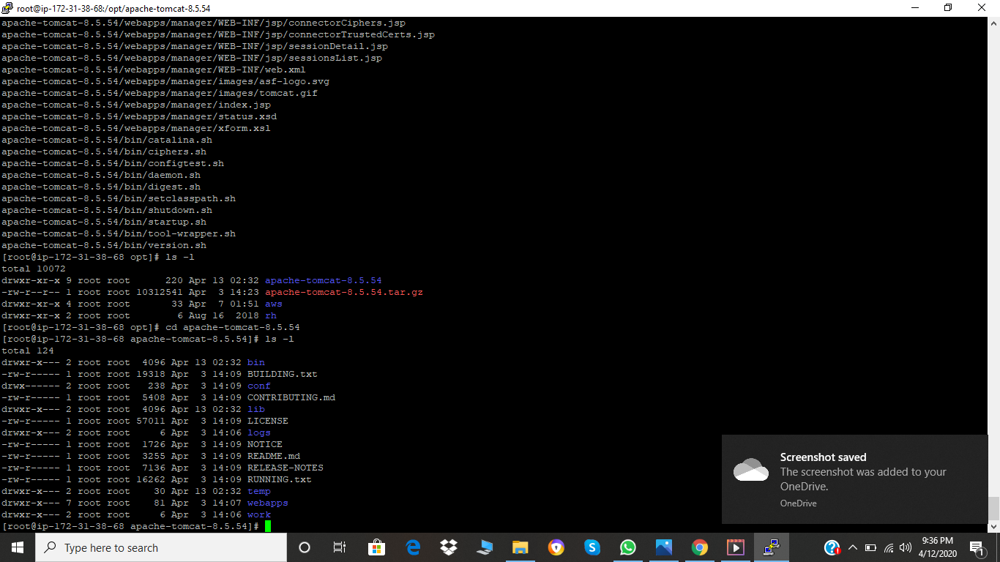 root@ip-172-31-38-68:/opt/apache-tomcat-8.5.54
apache-tomcat-8.5.54/webapps/manager/WEB-INF/jsp/connectorCiphers.jsp
apache-tomcat-8.5.54/webapps/manager/WEB-INF/jsp/connectorTrustedCerts.jsp
apache-tomcat-8.5.54/webapps/manager/WEB-INF/jsp/sessionDetail.jsp
apache-tomcat-8.5.54/webapps/manager/WEB-INF/jsp/sessionsList.jsp
apache-tomcat-8.5.54/webapps/manager/WEB-INF/web.xml
apache-tomcat-8.5.54/webapps/manager/images/asf-logo.svg
apache-tomcat-8.5.54/webapps/manager/images/tomcat.gif
apache-tomcat-8.5.54/webapps/manager/index.jsp
apache-tomcat-8.5.54/webapps/manager/status.xsd
apache-tomcat-8.5.54/webapps/manager/xform.xsl
apache-tomcat-8.5.54/bin/catalina.sh
apache-tomcat-8.5.54/bin/ciphers.sh
apache-tomcat-8.5.54/bin/configtest.sh
apache-tomcat-8.5.54/bin/daemon.sh
apache-tomcat-8.5.54/bin/digest.sh
apache-tomcat-8.5.54/bin/setclasspath.sh
apache-tomcat-8.5.54/bin/shutdown.sh
apache-tomcat-8.5.54/bin/startup.sh
apache-tomcat-8.5.54/bin/tool-wrapper.sh
apache-tomcat-8.5.54/bin/version.sh
[root@ip-172-31-38-68 opt]# ls -l
total 10072
drwxr-xr-x 9 root root      220 Apr 13 02:32 apache-tomcat-8.5.54
-rw-r--r-- 1 root root 10312541 Apr  3 14:23 apache-tomcat-8.5.54.tar.gz
drwxr-xr-x 4 root root       33 Apr  7 01:51 aws
drwxr-xr-x 2 root root        6 Aug 16  2018 rh
[root@ip-172-31-38-68 opt]# cd apache-tomcat-8.5.54
[root@ip-172-31-38-68 apache-tomcat-8.5.54]# ls -l
total 124
drwxr-x--- 2 root root  4096 Apr 13 02:32 bin
-rw-r----- 1 root root 19318 Apr  3 14:09 BUILDING.txt
drwx------ 2 root root   238 Apr  3 14:09 conf
-rw-r----- 1 root root  5408 Apr  3 14:09 CONTRIBUTING.md
drwxr-x--- 2 root root  4096 Apr 13 02:32 lib
-rw-r----- 1 root root 57011 Apr  3 14:09 LICENSE
drwxr-x--- 2 root root     6 Apr  3 14:06 logs
-rw-r----- 1 root root  1726 Apr  3 14:09 NOTICE
-rw-r----- 1 root root  3255 Apr  3 14:09 README.md
-rw-r----- 1 root root  7136 Apr  3 14:09 RELEASE-NOTES
-rw-r----- 1 root root 16262 Apr  3 14:09 RUNNING.txt
drwxr-x--- 2 root root    30 Apr 13 02:32 temp
drwxr-x--- 7 root root    81 Apr  3 14:07 webapps
drwxr-x--- 2 root root     6 Apr  3 14:06 work
[root@ip-172-31-38-68 apache-tomcat-8.5.54]#
Screenshot saved
The screenshot was added to your
OneDrive.
OneDrive
Type here to search
9:36 PM
4/12/2020
1